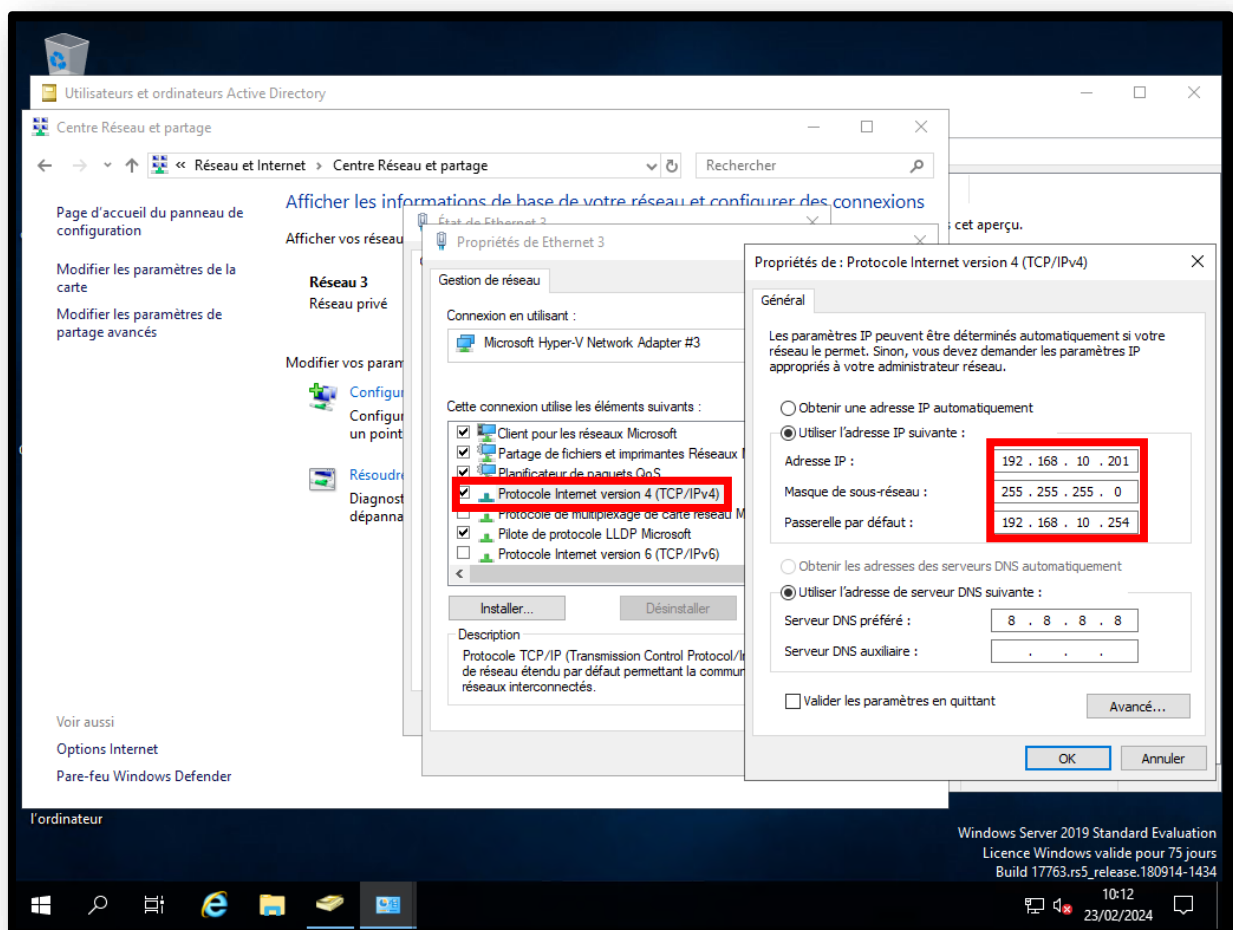 Utilisateurs et ordinateurs Active Directory
Centre Réseau et partage
« Réseau et Internet › Centre Réseau et partage
Rechercher
Page d'accueil du panneau de
configuration
Modifier les paramètres de la
carte
Modifier les paramètres de
partage avancés
Voir aussi
Options Internet
Pare-feu Windows Defender
Afficher les informations de base de votre réseau et configurer des connexions
cet aperçu.
Afficher vos réseau
Réseau 3
Réseau privé
Modifier vos param
Configu
Configur
un point
Résoudre
Diagnost
dépanna
État de Ethernet 3
Propriétés de Ethernet 3
Gestion de réseau
Connexion en utilisant :
Microsoft Hyper-V Network Adapter #3
Cette connexion utilise les éléments suivants :
Client pour les réseaux Microsoft
Partage de fichiers et imprimantes Réseaux
Planificateur de paquets QoS
Protocole Internet version 4 (TCP/IPv4)
Protocole de multiplexage de carte réseau M
Pilote de protocole LLDP Microsoft
Protocole Internet version 6 (TCP/IPv6)
Installer...
Désinstaller
Description
Protocole TCP/IP (Transmission Control Protocol/I
de réseau étendu par défaut permettant la commun
réseaux interconnectés.
Propriétés de : Protocole Internet version 4 (TCP/IPv4)
Général
Les paramètres IP peuvent être déterminés automatiquement si votre
réseau le permet. Sinon, vous devez demander les paramètres IP
appropriés à votre administrateur réseau.
Obtenir une adresse IP automatiquement
Utiliser l'adresse IP suivante :
Adresse IP : 192 . 168 . 10 . 201
Masque de sous-réseau : 255 . 255 . 255 . 0
Passerelle par défaut : 192 . 168 . 10 . 254
Obtenir les adresses des serveurs DNS automatiquement
Utiliser l'adresse de serveur DNS suivante :
Serveur DNS préféré : 8 . 8 . 8 . 8
Serveur DNS auxiliaire : . . .
Valider les paramètres en quittant
Avancé...
OK
Annuler
l'ordinateur
Windows Server 2019 Standard Evaluation
Licence Windows valide pour 75 jours
Build 17763.rs5_release.180914-1434
10:12
23/02/2024